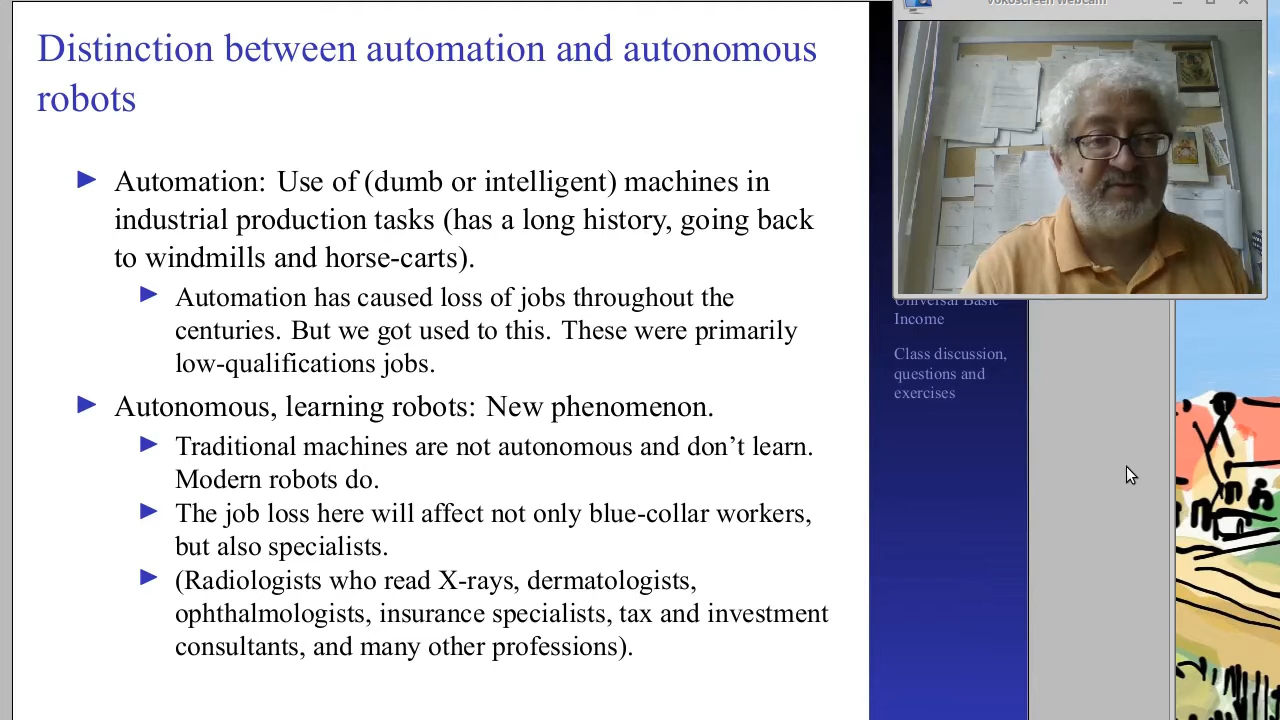 Distinction between automation and autonomous
robots
Automation: Use of (dumb or intelligent) machines in
industrial production tasks (has a long history, going back
to windmills and horse-carts).
Automation has caused loss of jobs throughout the
centuries. But we got used to this. These were primarily
low-qualifications jobs.
Autonomous, learning robots: New phenomenon.
Traditional machines are not autonomous and don't learn.
Modern robots do.
The job loss here will affect not only blue-collar workers,
but also specialists.
(Radiologists who read X-rays, dermatologists,
ophthalmologists, insurance specialists, tax and investment
consultants, and many other professions).
vokoscreen webcam
Universal Basic
Income
Class discussion,
questions and
exercises